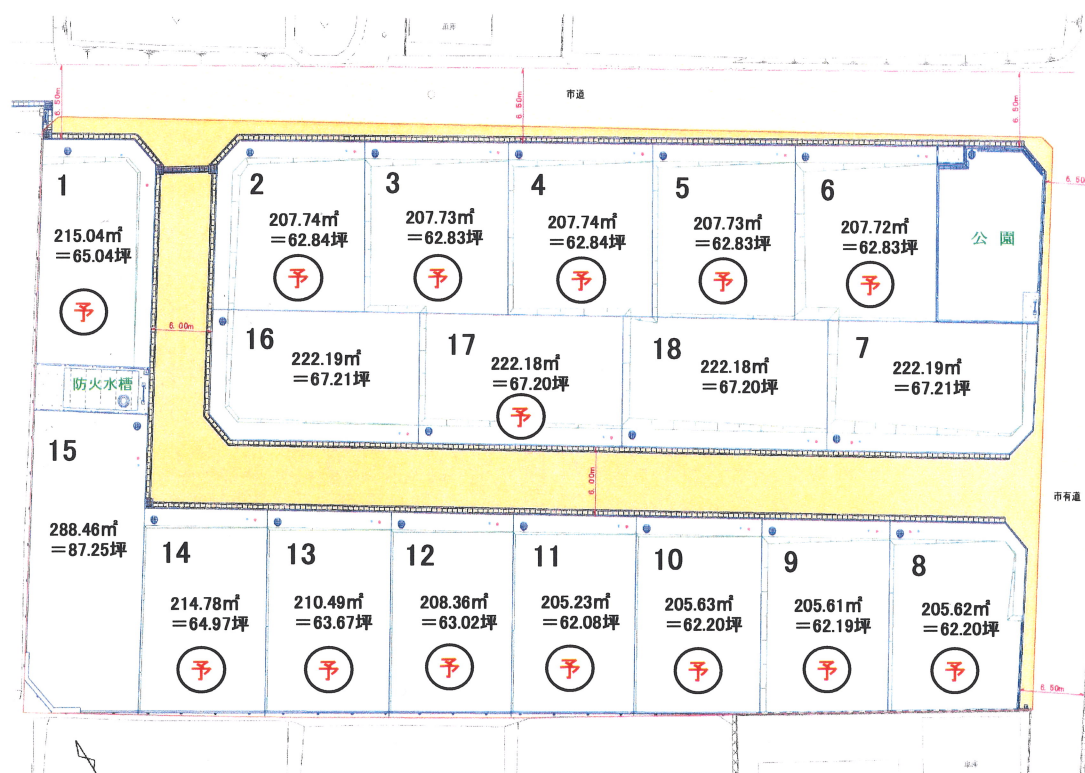 市道
6.50m
6.50m
6.50m
6.50
1
215.04㎡
=65.04坪
予
2
207.74㎡
=62.84坪
予
3
207.73㎡
=62.83坪
予
4
207.74㎡
=62.84坪
予
5
207.73㎡
=62.83坪
予
6
207.72㎡
=62.83坪
予
公園
6.00m
16
222.19㎡
=67.21坪
17
222.18㎡
=67.20坪
予
18
222.18㎡
=67.20坪
7
222.19㎡
=67.21坪
防火水槽
6.00m
市有道
15
288.46㎡
=87.25坪
14
214.78㎡
=64.97坪
予
13
210.49㎡
=63.67坪
予
12
208.36㎡
=63.02坪
予
11
205.23㎡
=62.08坪
予
10
205.63㎡
=62.20坪
予
9
205.61㎡
=62.19坪
予
8
205.62㎡
=62.20坪
予
6.50m